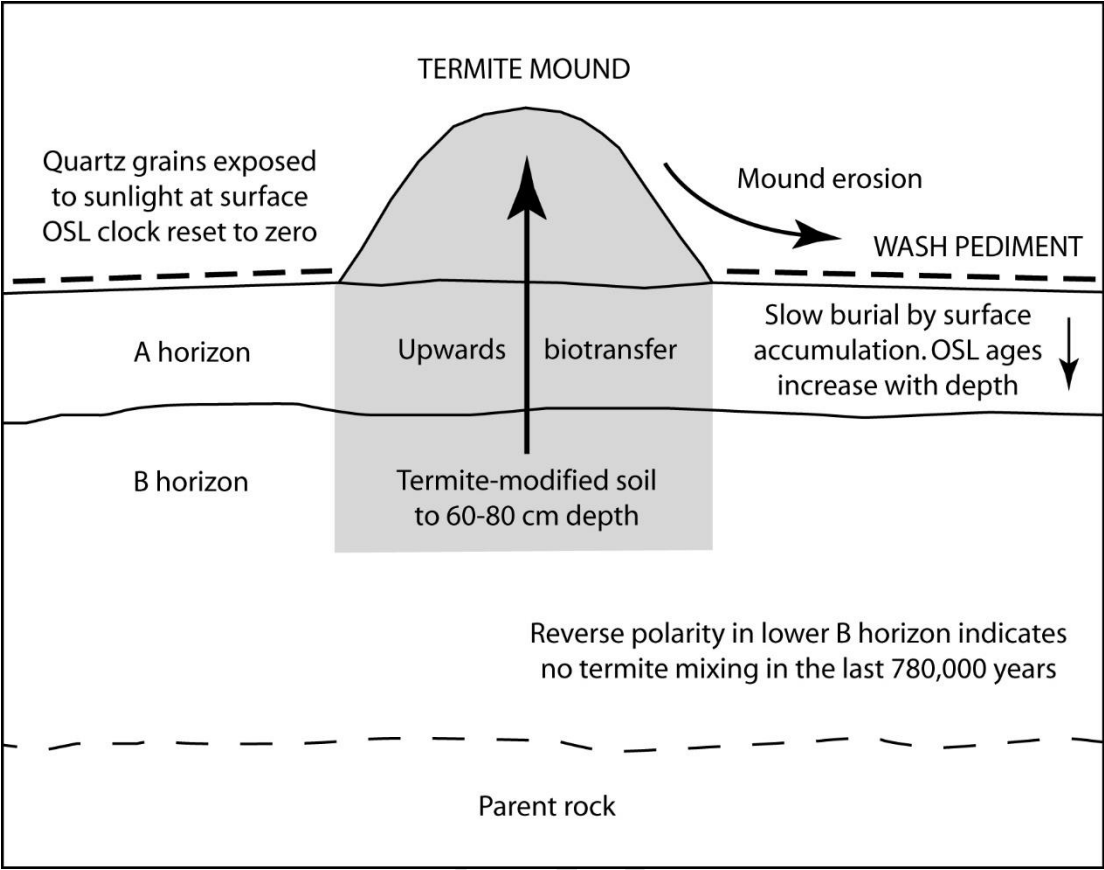 TERMITE MOUND
Quartz grains exposed
to sunlight at surface
OSL clock reset to zero
Mound erosion
WASH PEDIMENT
A horizon
Upwards biotransfer
Slow burial by surface
accumulation. OSL ages
increase with depth
B horizon
Termite-modified soil
to 60-80 cm depth
Reverse polarity in lower B horizon indicates
no termite mixing in the last 780,000 years
Parent rock